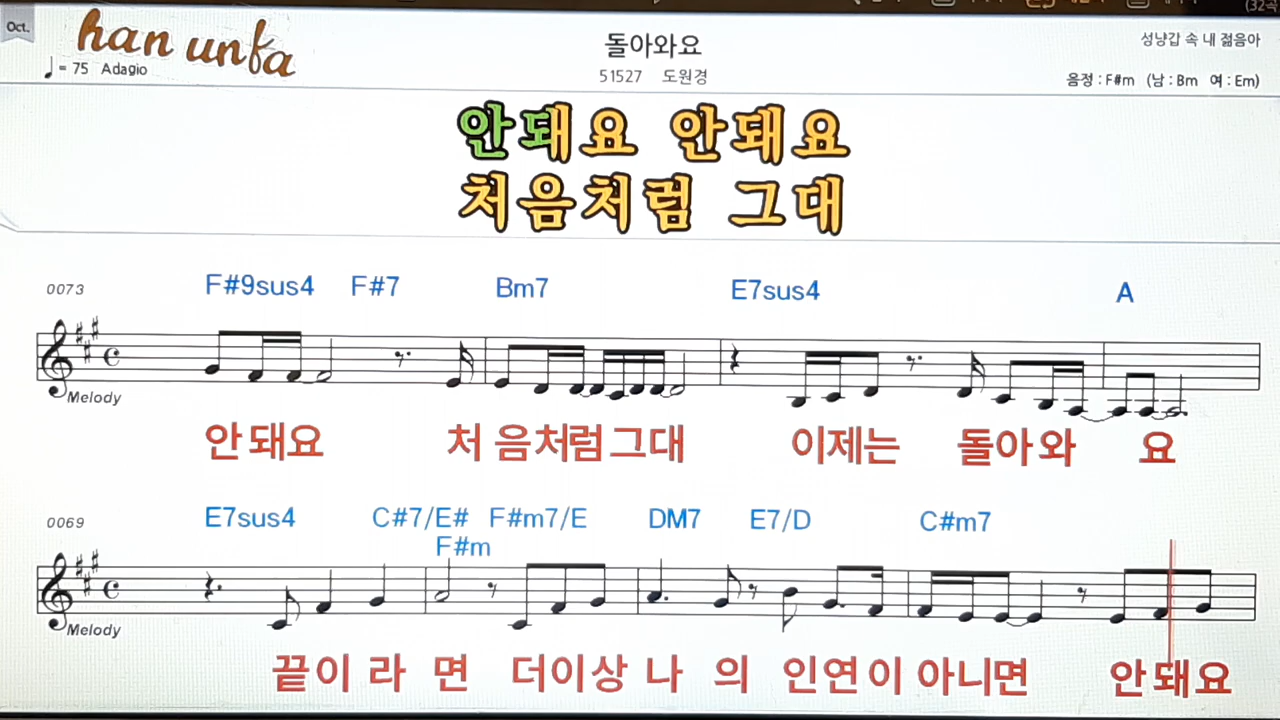 Oct.
han unfa
돌아와요
성냥갑 속 내 젊음아
♩= 75 Adagio
51527 도원경
음정 : F#m (남 : Bm 여 : Em)
안돼요 안돼요
처음처럼 그대
0073 F#9sus4 F#7 Bm7 E7sus4 A
Melody
안돼요 처음처럼그대 이제는 돌아와 요
0069 E7sus4 C#7/E# F#m7/E DM7 E7/D C#m7
F#m
Melody
끝이 라 면 더이상 나 의 인연이 아니면 안돼요